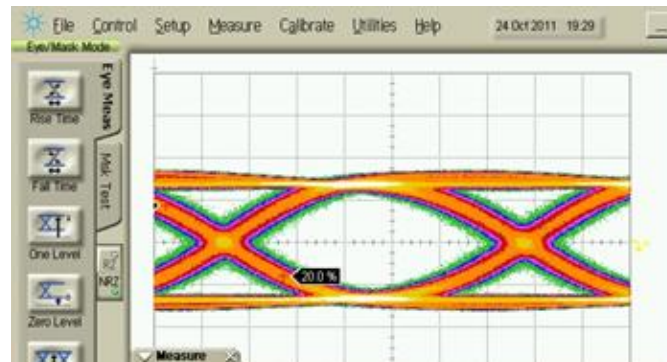 File Control Setup Measure Calibrate Utilities Help 24 Oct 2011 19:29
Eye/Mask Mode
Eye Meas
Rise Time
Msk Test
Fall Time
One Level
NRZ
20.0 %
Zero Level
Measure